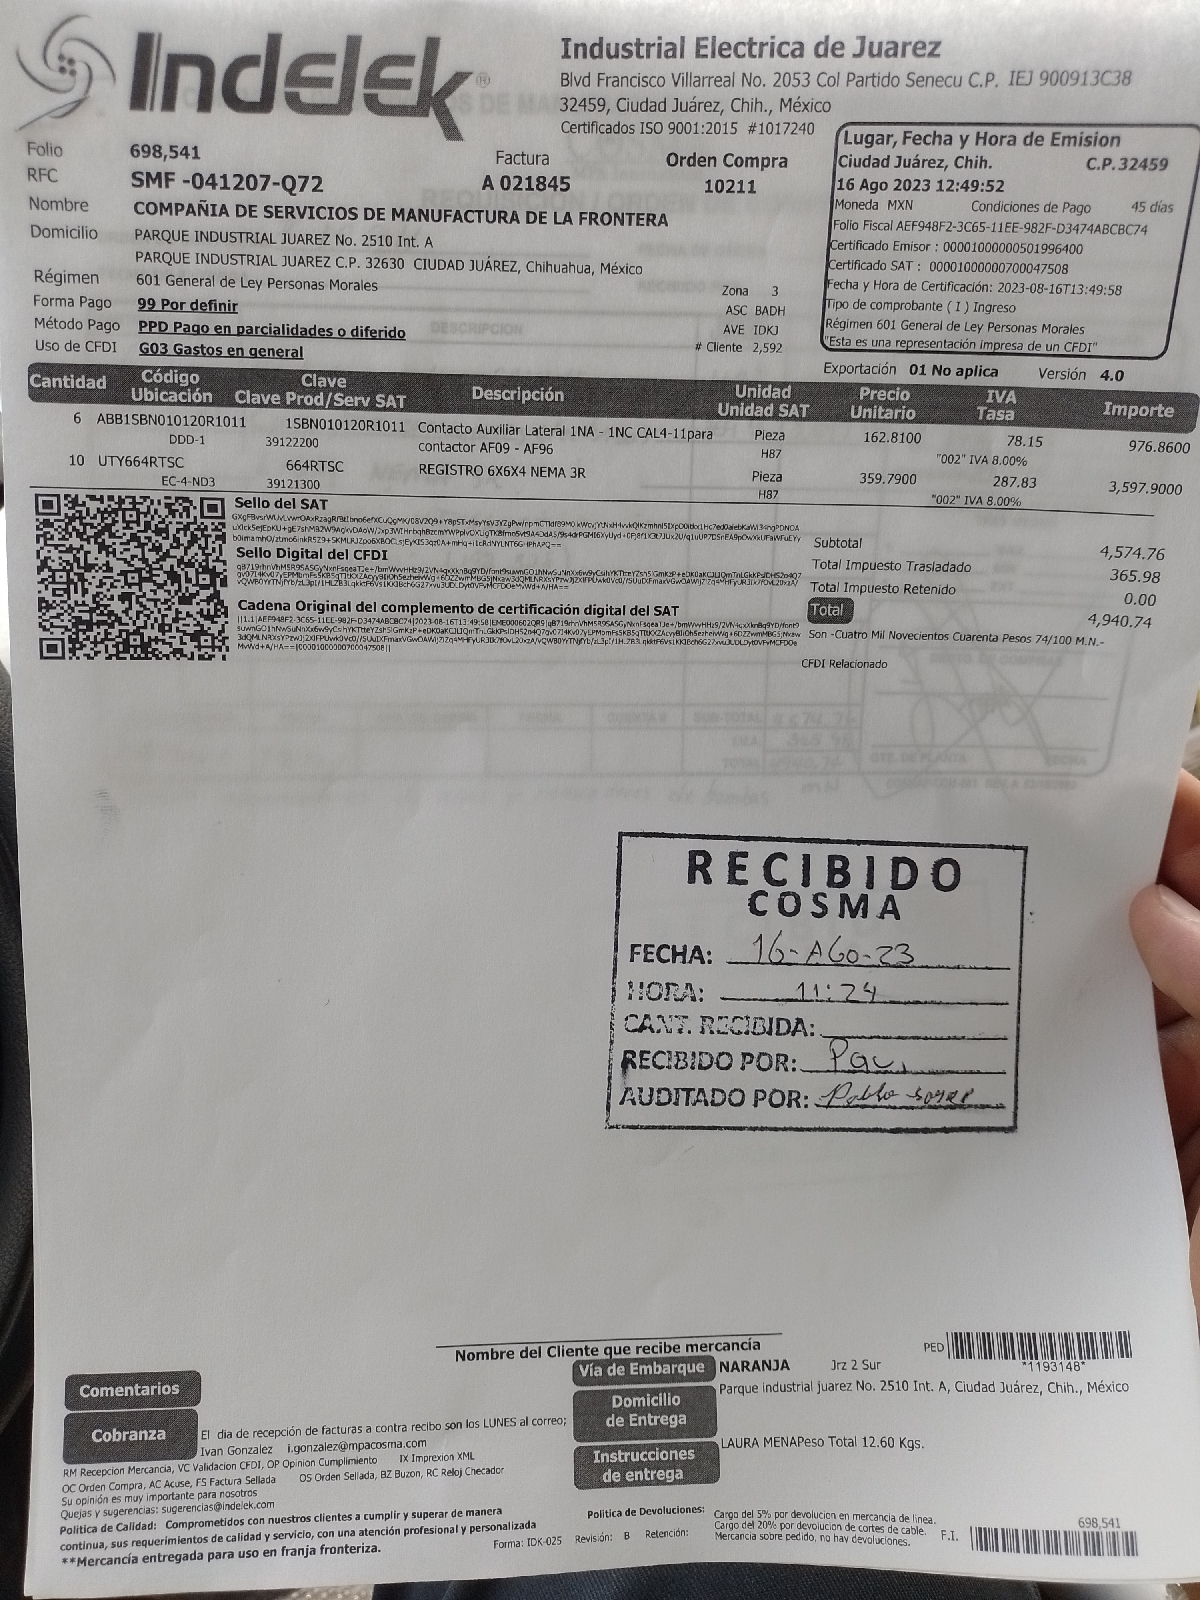 Indelek®
Industrial Electrica de Juarez
Blvd Francisco Villarreal No. 2053 Col Partido Senecu C.P. IEJ 900913C38
32459, Ciudad Juárez, Chih., México
Certificados ISO 9001:2015 #1017240
Folio 698,541 Factura Orden Compra
RFC SMF -041207-Q72 A 021845 10211
Nombre COMPAÑIA DE SERVICIOS DE MANUFACTURA DE LA FRONTERA
Domicilio PARQUE INDUSTRIAL JUAREZ No. 2510 Int. A
PARQUE INDUSTRIAL JUAREZ C.P. 32630 CIUDAD JUÁREZ, Chihuahua, México
Régimen 601 General de Ley Personas Morales
Forma Pago 99 Por definir
Método Pago PPD Pago en parcialidades o diferido
Uso de CFDI G03 Gastos en general
Zona 3
ASC BADH
AVE IDKJ
# Cliente 2,592
Lugar, Fecha y Hora de Emision
Ciudad Juárez, Chih. C.P.32459
16 Ago 2023 12:49:52
Moneda MXN Condiciones de Pago 45 días
Folio Fiscal AEF948F2-3C65-11EE-982F-D3474ABCBC74
Certificado Emisor : 00001000000501996400
Certificado SAT : 00001000000700047508
Fecha y Hora de Certificación: 2023-08-16T13:49:58
Tipo de comprobante ( I ) Ingreso
Régimen 601 General de Ley Personas Morales
"Esta es una representación impresa de un CFDI"
Exportación 01 No aplica Versión 4.0
Cantidad Código Clave Descripción Unidad Precio IVA Importe
Ubicación Clave Prod/Serv SAT Unidad SAT Unitario Tasa
6 ABB1SBN010120R1011 1SBN010120R1011 Contacto Auxiliar Lateral 1NA - 1NC CAL4-11para Pieza 162.8100 78.15 976.8600
DDD-1 39122200 contactor AF09 - AF96 H87 "002" IVA 8.00%
10 UTY664RTSC 664RTSC REGISTRO 6X6X4 NEMA 3R Pieza 359.7900 287.83 3,597.9000
EC-4-ND3 39121300 H87 "002" IVA 8.00%
Sello del SAT
Sello Digital del CFDI
Cadena Original del complemento de certificación digital del SAT
Subtotal 4,574.76
Total Impuesto Trasladado 365.98
Total Impuesto Retenido 0.00
Total 4,940.74
Son -Cuatro Mil Novecientos Cuarenta Pesos 74/100 M.N.-
CFDI Relacionado
RECIBIDO
COSMA
FECHA: 16-AGO-23
HORA: 11:24
CANT. RECIBIDA:
RECIBIDO POR:
AUDITADO POR: Pablo
Nombre del Cliente que recibe mercancía
PED *1193148*
Vía de Embarque NARANJA Jrz 2 Sur
Domicilio de Entrega Parque Industrial juarez No. 2510 Int. A, Ciudad Juárez, Chih., México
Instrucciones de entrega LAURA MENAPeso Total 12.60 Kgs.
Comentarios
Cobranza El dia de recepción de facturas a contra recibo son los LUNES al correo;
Ivan Gonzalez i.gonzalez@mpacosma.com
RM Recepcion Mercancia, VC Validacion CFDI, OP Opinion Cumplimiento IX Imprexion XML
OC Orden Compra, AC Acuse, FS Factura Sellada OS Orden Sellada, BZ Buzon, RC Reloj Checador
Su opinión es muy importante para nosotros
Quejas y sugerencias: sugerencias@indelek.com
Política de Calidad: Comprometidos con nuestros clientes a cumplir y superar de manera
continua, sus requerimientos de calidad y servicio, con una atención profesional y personalizada
**Mercancía entregada para uso en franja fronteriza.
Forma: IDK-025 Revisión: B Retención:
Politica de Devoluciones: Cargo del 5% por devolucion en mercancia de linea.
Cargo del 20% por devolucion de cortes de cable.
Mercancia sobre pedido, no hay devoluciones.
F.I. 698,541